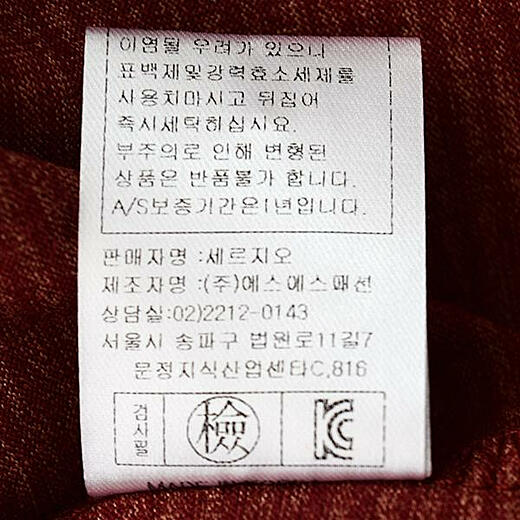 이염될 우려가 있으니
표백제및강력효소세제를
사용치마시고 뒤집어
즉시세탁하십시요.
부주의로 인해 변형된
상품은 반품불가 합니다.
A/S보증기간은1년입니다.
판매자명 :세르지오
제조자명 :(주)에스에스패션
상담실:02)2212-0143
서울시 송파구 법원로11길7
문정지식산업센타C,816
검사필 檢 KC
MADE IN